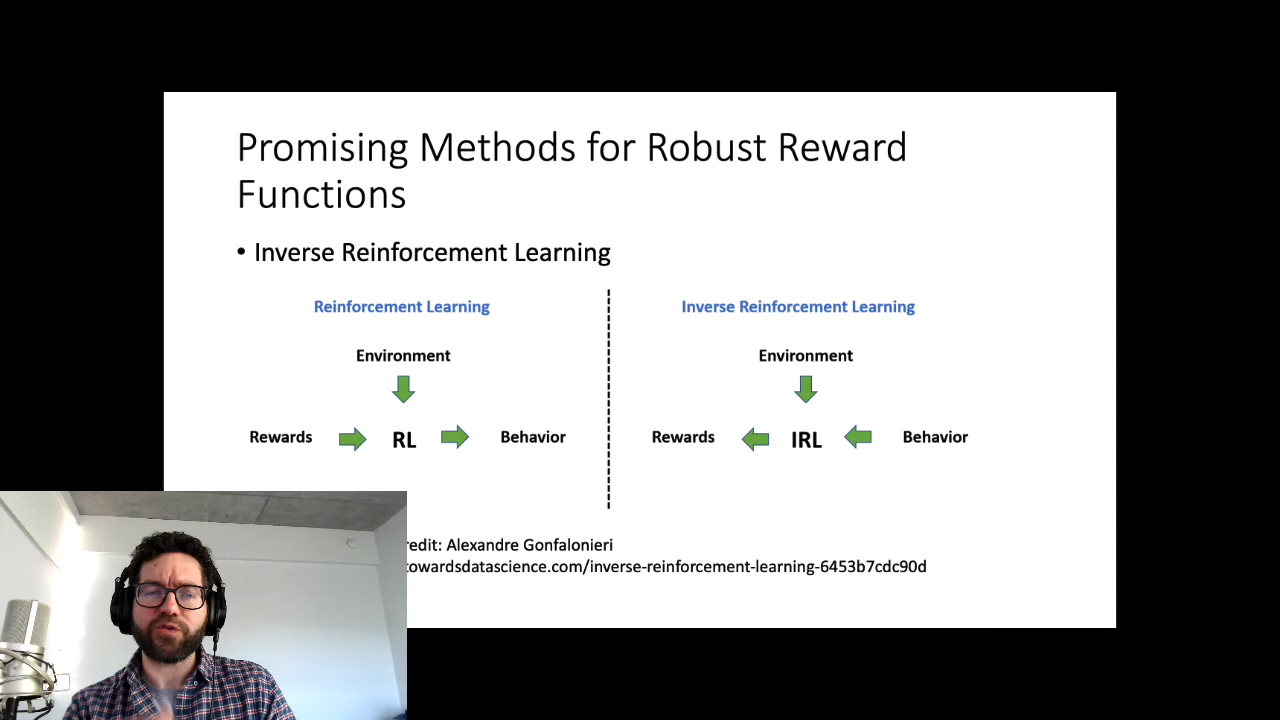 Promising Methods for Robust Reward
Functions
• Inverse Reinforcement Learning
Reinforcement Learning
Environment
Rewards
RL
Behavior
Inverse Reinforcement Learning
Environment
Rewards
IRL
Behavior
redit: Alexandre Gonfalonieri
towardsdatascience.com/inverse-reinforcement-learning-6453b7cdc90d